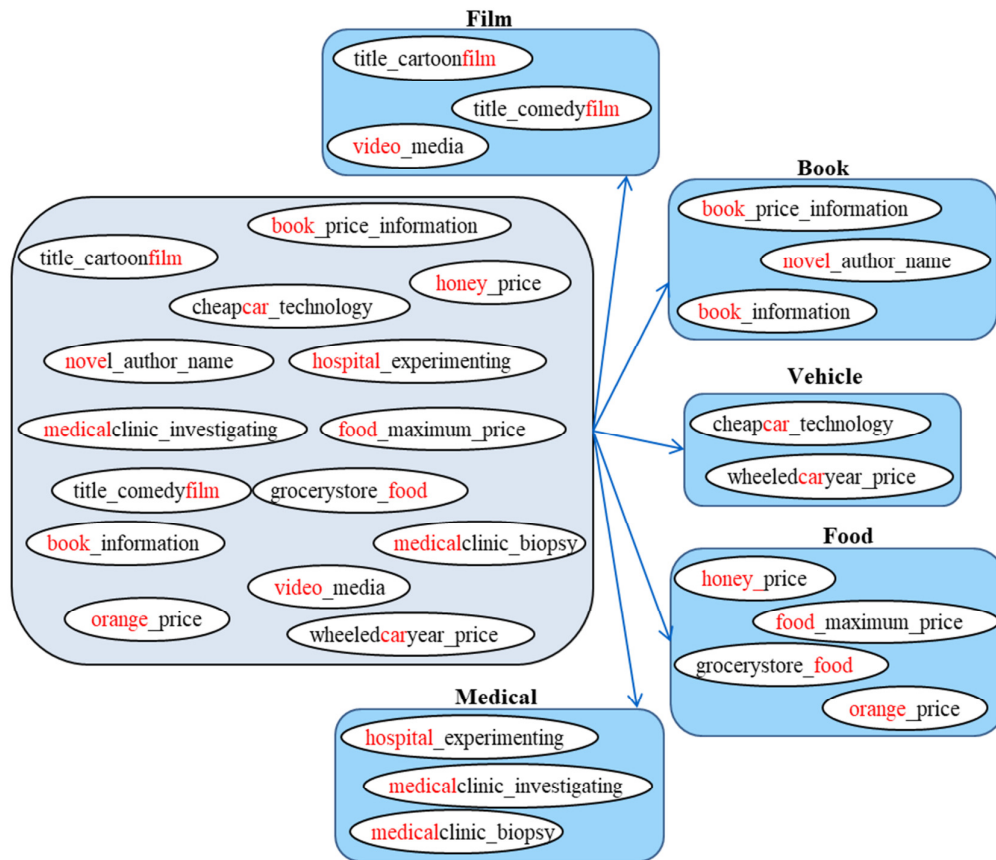 Film
title_cartoonfilm
title_comedyfilm
video_media
Book
book_price_information
novel_author_name
book_information
book_price_information
title_cartoonfilm
honey_price
cheapcar_technology
novel_author_name
hospital_experimenting
medicalclinic_investigating
food_maximum_price
title_comedyfilm
grocerystore_food
book_information
medicalclinic_biopsy
video_media
orange_price
wheeledcaryear_price
Vehicle
cheapcar_technology
wheeledcaryear_price
Food
honey_price
food_maximum_price
grocerystore_food
orange_price
Medical
hospital_experimenting
medicalclinic_investigating
medicalclinic_biopsy